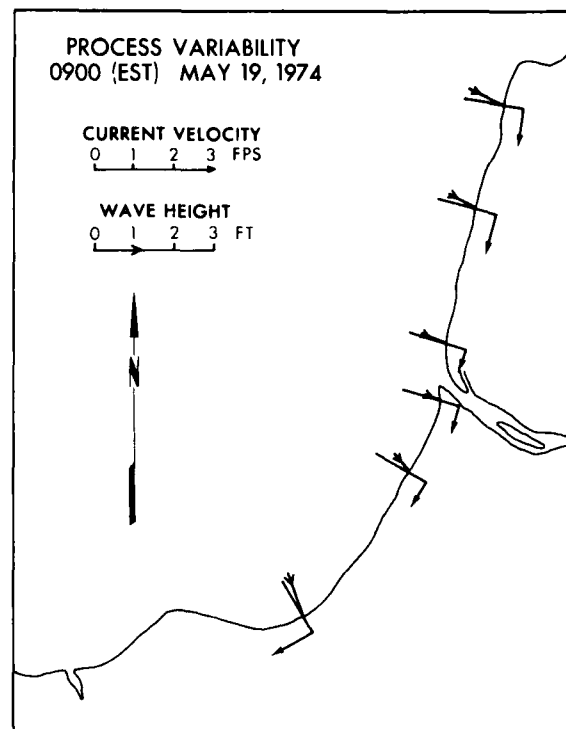 PROCESS VARIABILITY
0900 (EST) MAY 19, 1974
CURRENT VELOCITY
0 1 2 3 FPS
WAVE HEIGHT
0 1 2 3 FT
N